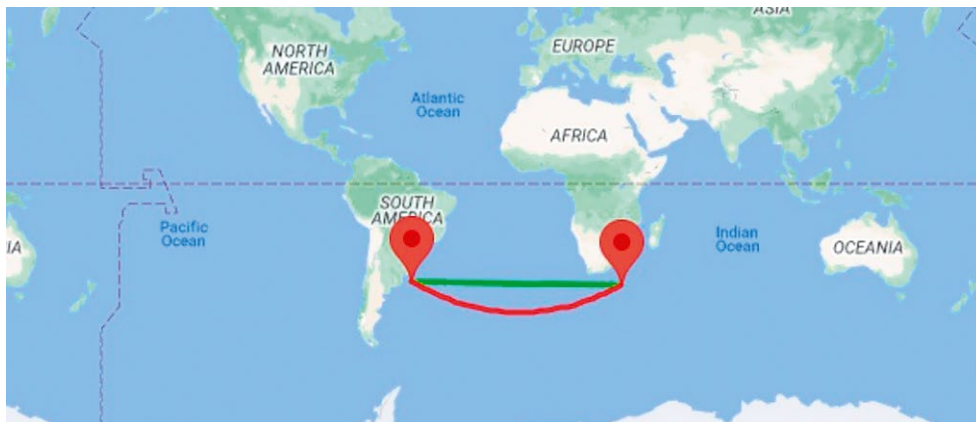 ASIA
NORTH
AMERICA
EUROPE
Atlantic
Ocean
AFRICA
SOUTH
AMERICA
Pacific
Ocean
Indian
Ocean
IA
OCEANIA